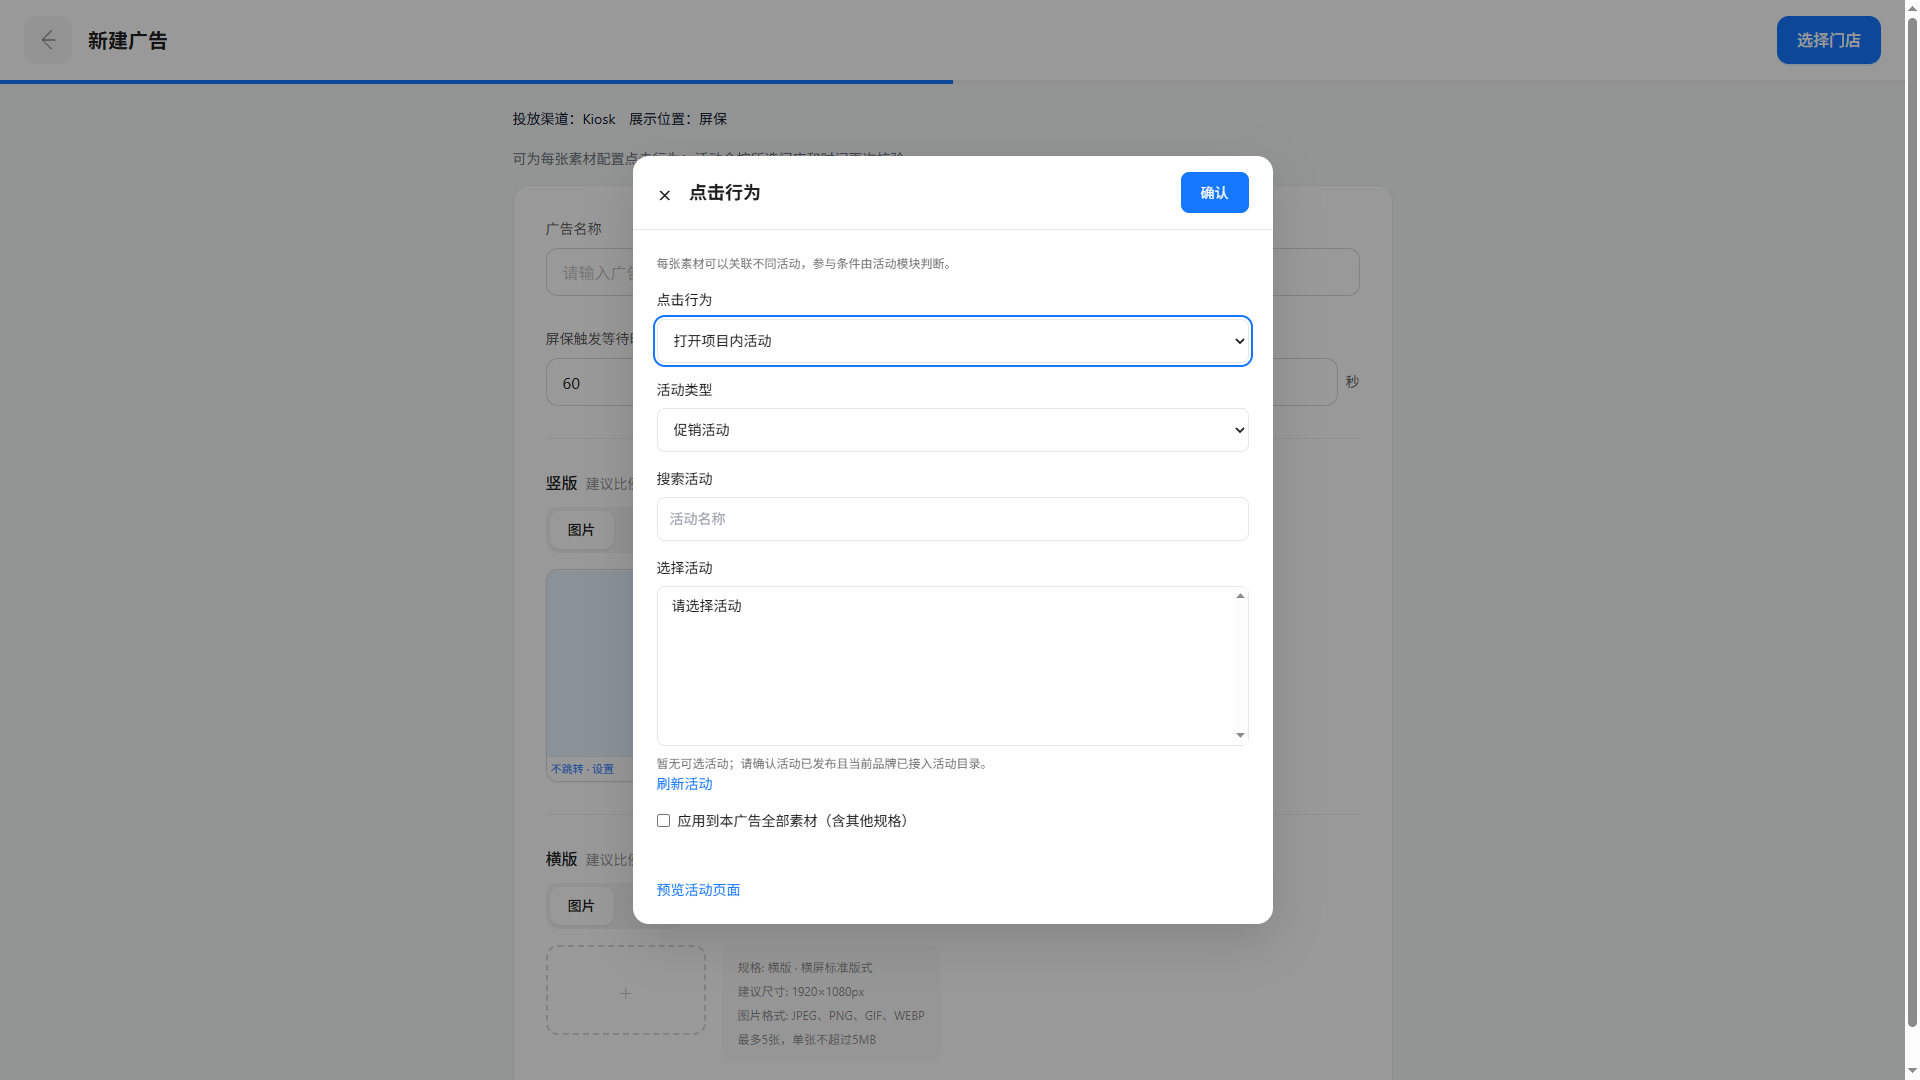 新建广告
选择门店
投放渠道：Kiosk 展示位置：屏保
可为每张素材配置点
点击行为
确认
广告名称
请输入广
每张素材可以关联不同活动，参与条件由活动模块判断。
点击行为
打开项目内活动
屏保触发等待
60
秒
活动类型
促销活动
搜索活动
活动名称
竖版 建议比
图片
选择活动
请选择活动
不跳转 · 设置
暂无可选活动；请确认活动已发布且当前品牌已接入活动目录。
刷新活动
应用到本广告全部素材（含其他规格）
横版 建议比
图片
预览活动页面
规格: 横版 · 横屏标准版式
建议尺寸: 1920×1080px
图片格式: JPEG、PNG、GIF、WEBP
最多5张，单张不超过5MB